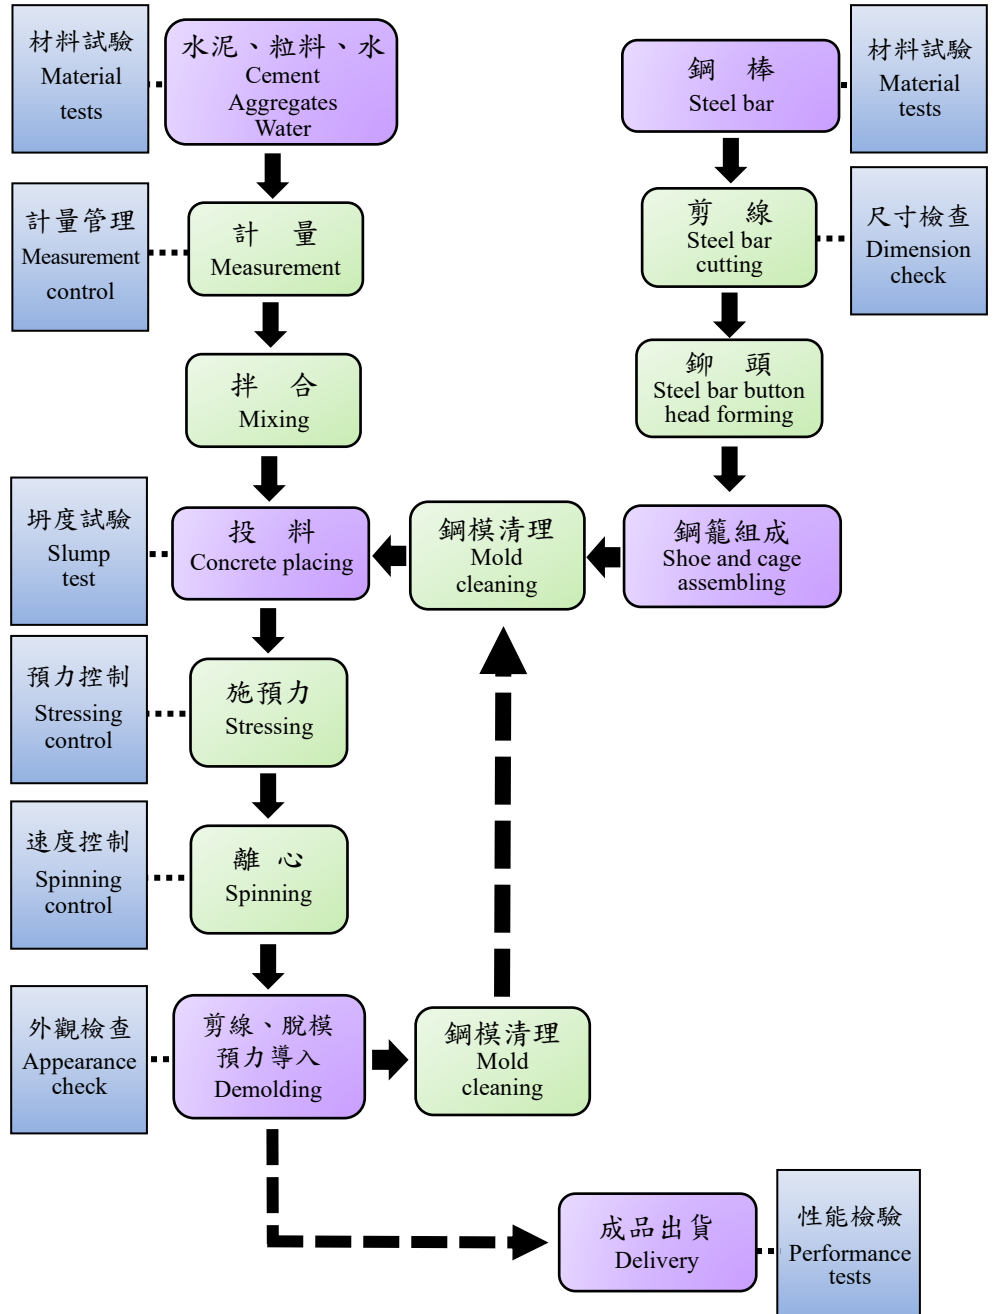 材料試驗
Material
tests
水泥、粒料、水
Cement
Aggregates
Water
鋼 棒
Steel bar
材料試驗
Material
tests
計量管理
Measurement
control
計 量
Measurement
剪 線
Steel bar
cutting
尺寸檢查
Dimension
check
拌 合
Mixing
鉚 頭
Steel bar button
head forming
坍度試驗
Slump
test
投 料
Concrete placing
鋼模清理
Mold
cleaning
鋼籠組成
Shoe and cage
assembling
預力控制
Stressing
control
施預力
Stressing
速度控制
Spinning
control
離 心
Spinning
外觀檢查
Appearance
check
剪線、脫模
預力導入
Demolding
鋼模清理
Mold
cleaning
成品出貨
Delivery
性能檢驗
Performance
tests